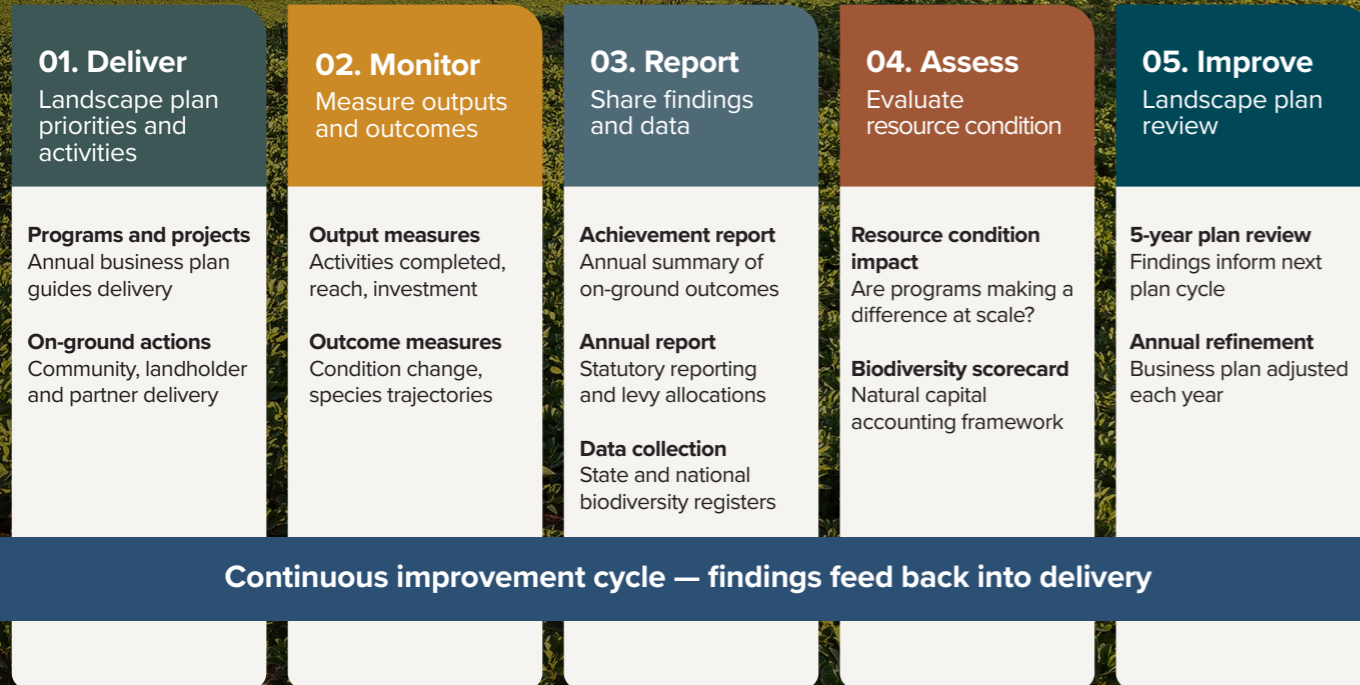 01. Deliver
Landscape plan
priorities and
activities
Programs and projects
Annual business plan
guides delivery
On-ground actions
Community, landholder
and partner delivery
02. Monitor
Measure outputs
and outcomes
Output measures
Activities completed,
reach, investment
Outcome measures
Condition change,
species trajectories
03. Report
Share findings
and data
Achievement report
Annual summary of
on-ground outcomes
Annual report
Statutory reporting
and levy allocations
Data collection
State and national
biodiversity registers
04. Assess
Evaluate
resource condition
Resource condition
impact
Are programs making a
difference at scale?
Biodiversity scorecard
Natural capital
accounting framework
05. Improve
Landscape plan
review
5-year plan review
Findings inform next
plan cycle
Annual refinement
Business plan adjusted
each year
Continuous improvement cycle — findings feed back into delivery